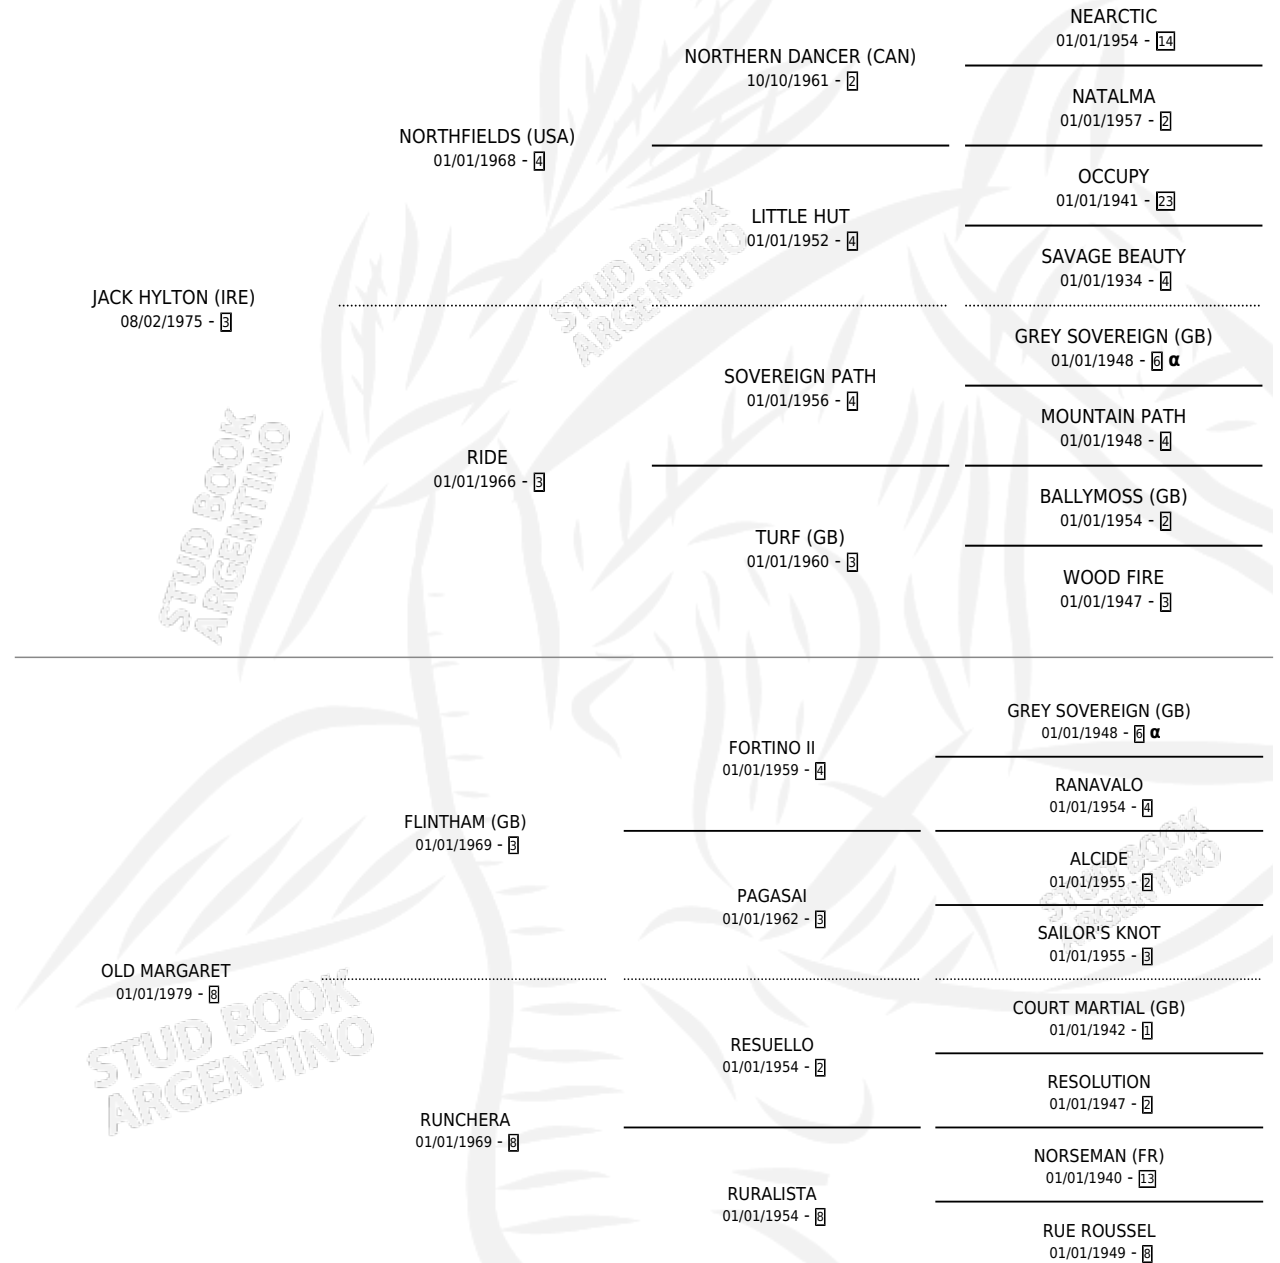 NEARCTIC
01/01/1954 - 14
NORTHERN DANCER (CAN)
10/10/1961 - 2
NATALMA
01/01/1957 - 2
NORTHFIELDS (USA)
01/01/1968 - 4
OCCUPY
01/01/1941 - 23
LITTLE HUT
01/01/1952 - 4
SAVAGE BEAUTY
01/01/1934 - 4
JACK HYLTON (IRE)
08/02/1975 - 3
GREY SOVEREIGN (GB)
01/01/1948 - 6 α
SOVEREIGN PATH
01/01/1956 - 4
MOUNTAIN PATH
01/01/1948 - 4
RIDE
01/01/1966 - 3
BALLYMOSS (GB)
01/01/1954 - 2
TURF (GB)
01/01/1960 - 3
WOOD FIRE
01/01/1947 - 3
STUD BOOK
ARGENTINO
STUD BOOK
ARGENTINO
GREY SOVEREIGN (GB)
01/01/1948 - 6 α
FORTINO II
01/01/1959 - 4
RANAVALO
01/01/1954 - 4
FLINTHAM (GB)
01/01/1969 - 3
ALCIDE
01/01/1955 - 2
PAGASAI
01/01/1962 - 3
SAILOR'S KNOT
01/01/1955 - 3
OLD MARGARET
01/01/1979 - 8
COURT MARTIAL (GB)
01/01/1942 - 1
RESUELLO
01/01/1954 - 2
RESOLUTION
01/01/1947 - 2
RUNCHERA
01/01/1969 - 8
NORSEMAN (FR)
01/01/1940 - 13
RURALISTA
01/01/1954 - 8
RUE ROUSSEL
01/01/1949 - 8
STUD BOOK
ARGENTINO
STUD BOOK
ARGENTINO